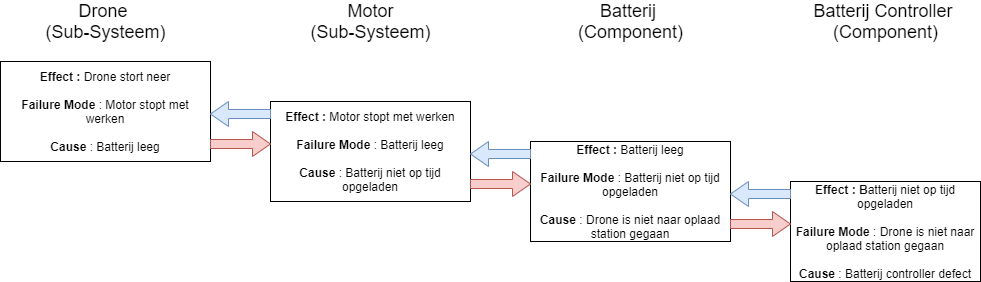 Drone
(Sub-Systeem)
Motor
(Sub-Systeem)
Batterij
(Component)
Batterij Controller
(Component)
Effect : Drone stort neer
Failure Mode : Motor stopt met
werken
Cause : Batterij leeg
Effect : Motor stopt met werken
Failure Mode : Batterij leeg
Cause : Batterij niet op tijd
opgeladen
Effect : Batterij leeg
Failure Mode : Batterij niet op tijd
opgeladen
Cause : Drone is niet naar oplaad
station gegaan
Effect : Batterij niet op tijd
opgeladen
Failure Mode : Drone is niet naar
oplaad station gegaan
Cause : Batterij controller defect